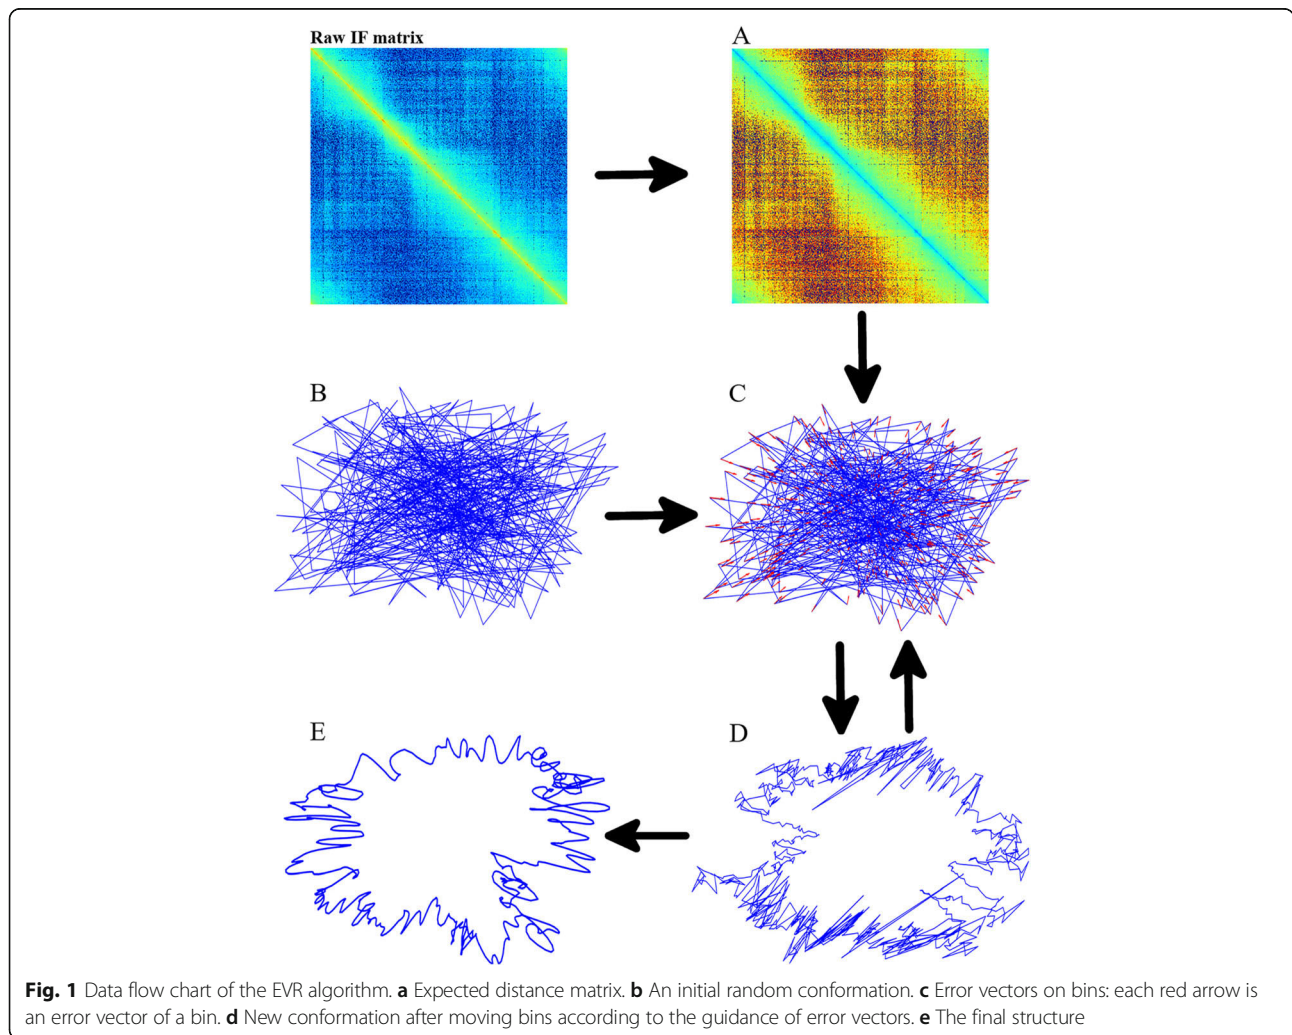 Raw IF matrix
A
B
C
E
D
Fig. 1 Data flow chart of the EVR algorithm. a Expected distance matrix. b An initial random conformation. c Error vectors on bins: each red arrow is
an error vector of a bin. d New conformation after moving bins according to the guidance of error vectors. e The final structure